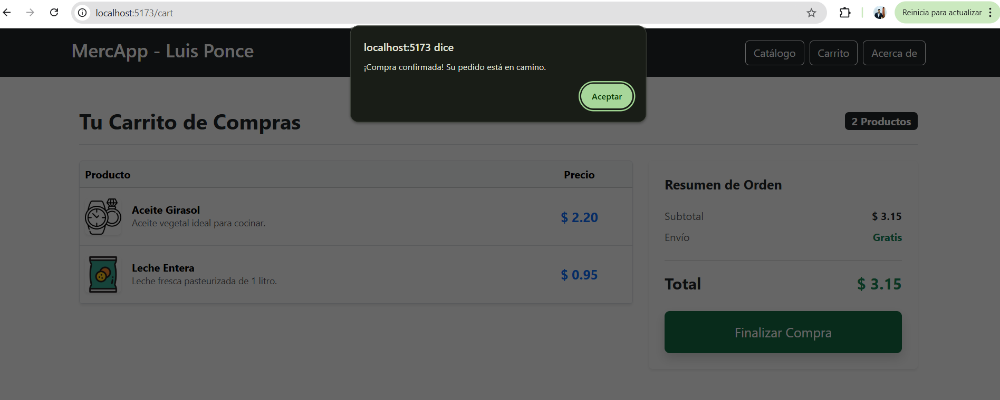 localhost:5173/cart
Reinicia para actualizar
localhost:5173 dice
¡Compra confirmada! Su pedido está en camino.
Aceptar
MercApp - Luis Ponce
Catálogo
Carrito
Acerca de
Tu Carrito de Compras
2 Productos
Producto
Precio
Aceite Girasol
Aceite vegetal ideal para cocinar.
$ 2.20
Leche Entera
Leche fresca pasteurizada de 1 litro.
$ 0.95
Resumen de Orden
Subtotal
$ 3.15
Envío
Gratis
Total
$ 3.15
Finalizar Compra